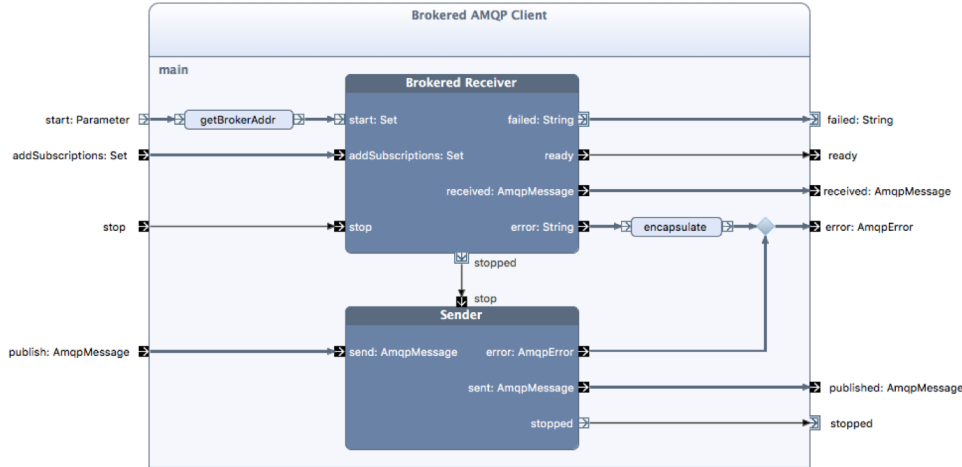 Brokered AMQP Client
main
Brokered Receiver
start: Parameter
getBrokerAddr
start: Set
failed: String
failed: String
addSubscriptions: Set
addSubscriptions: Set
ready
ready
received: AmqpMessage
received: AmqpMessage
stop
stop
error: String
encapsulate
error: AmqpError
stopped
stop
Sender
publish: AmqpMessage
send: AmqpMessage
error: AmqpError
sent: AmqpMessage
published: AmqpMessage
stopped
stopped